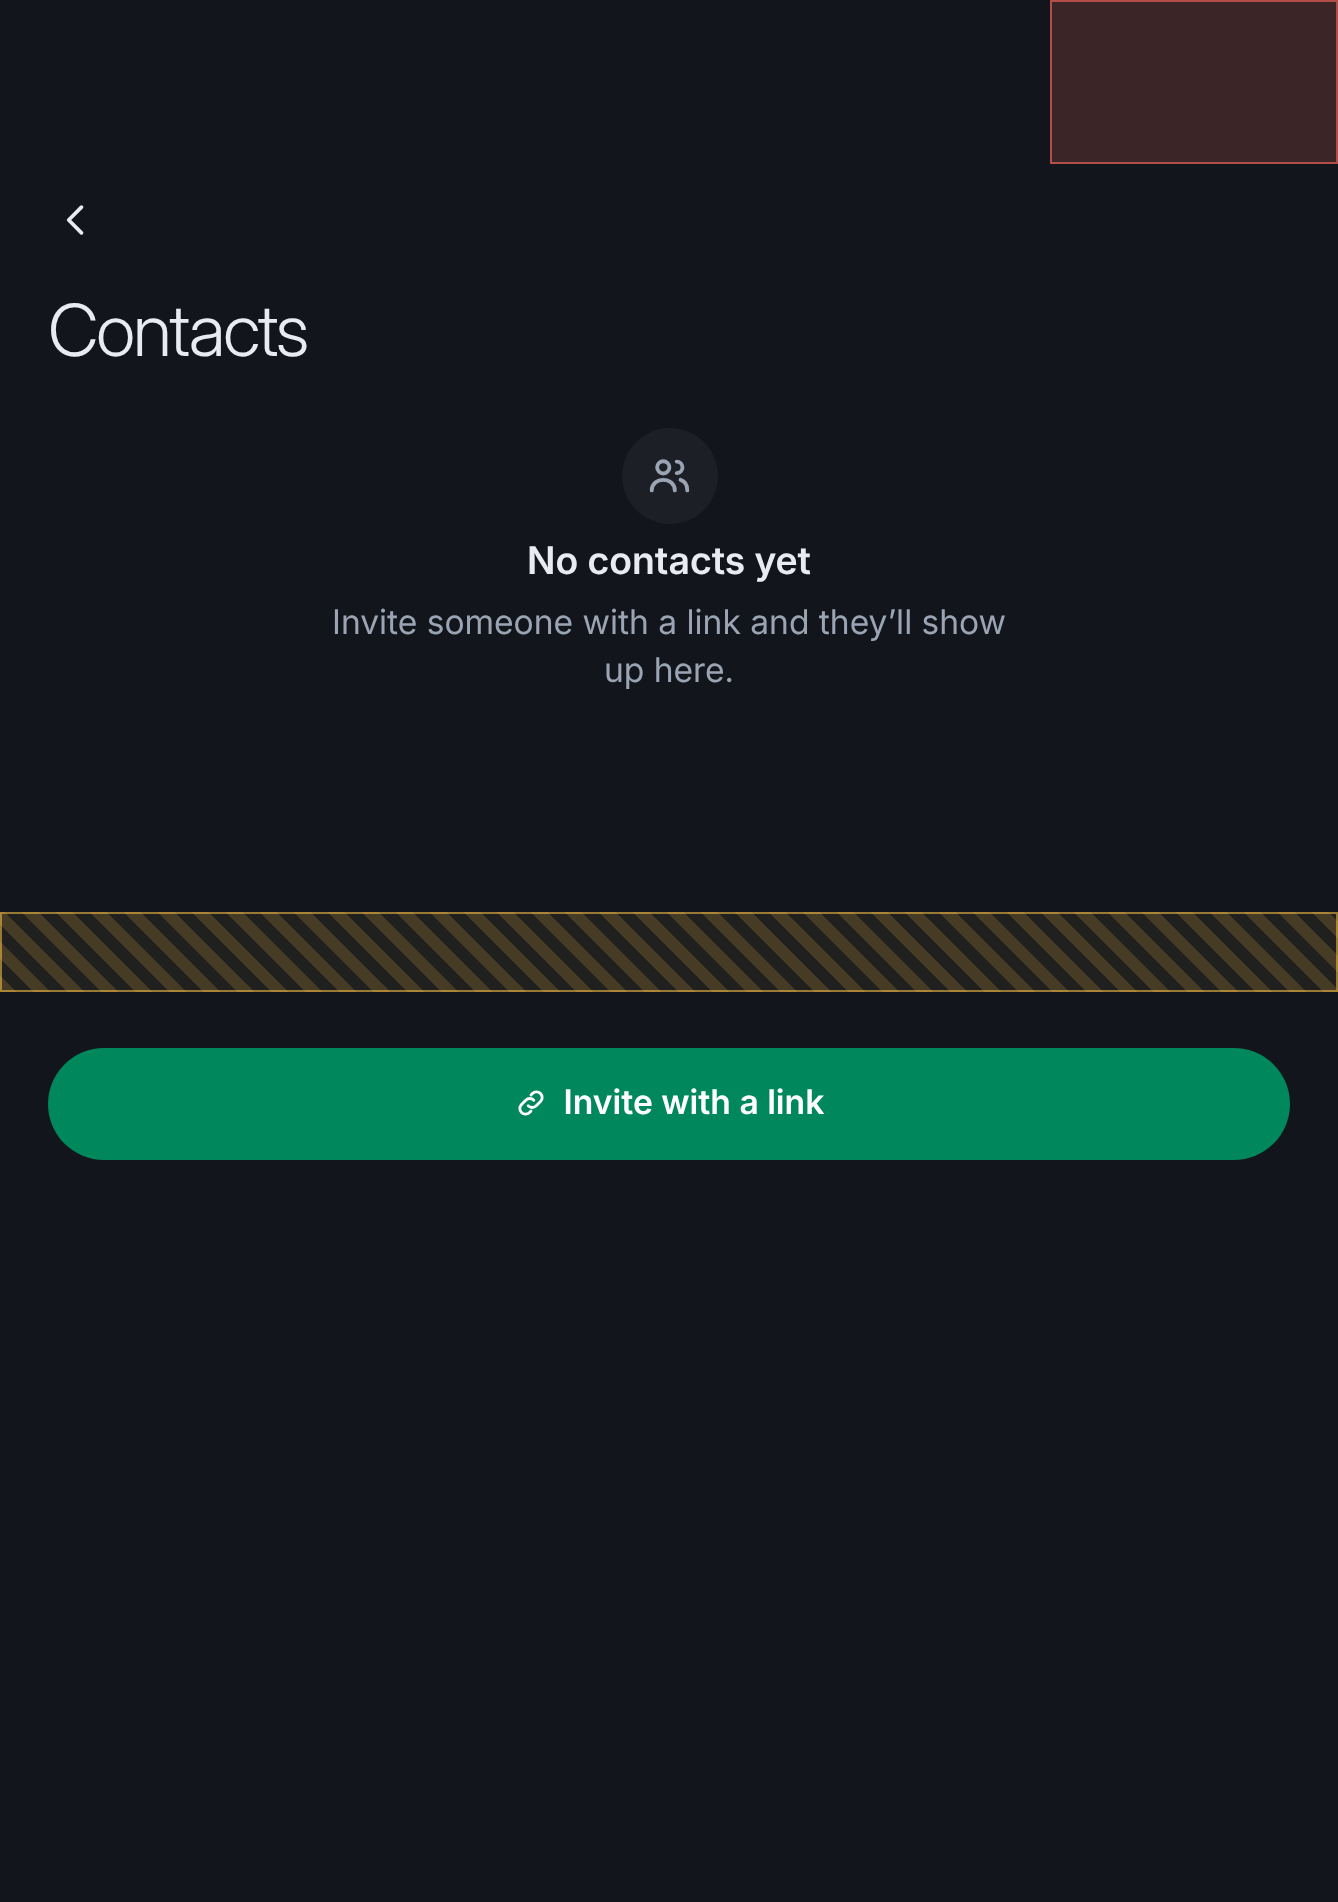 Contacts
No contacts yet
Invite someone with a link and they’ll show
up here.
Invite with a link